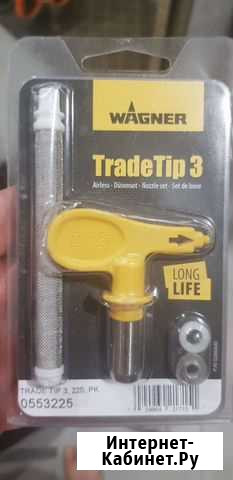 WAGNER
TradeTip 3
Airless - Düsenset - Nozzle set - Set de buse
LONG
LIFE
TRADE TIP 3, 225, PK
0553225
Интернет-
Кабинет.Ру